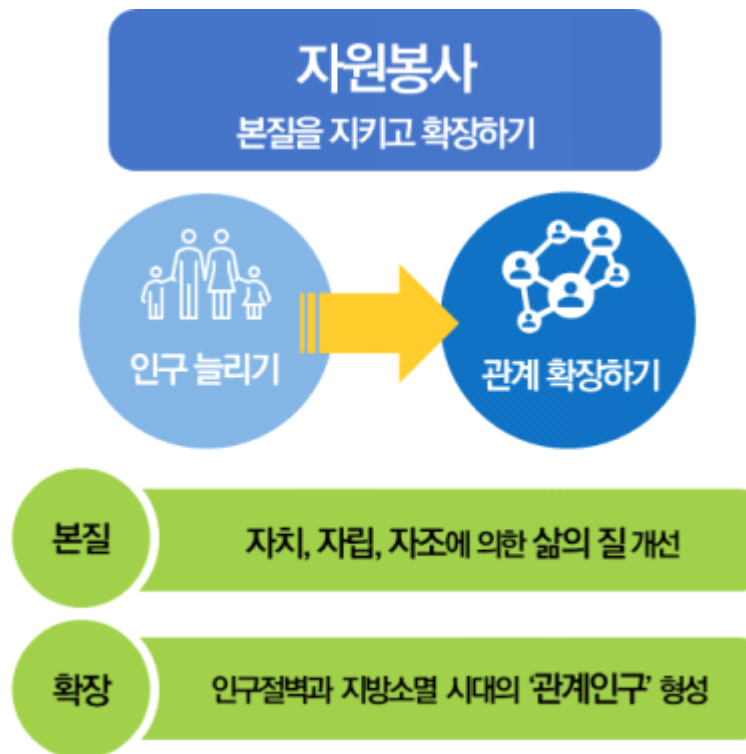 자원봉사
본질을 지키고 확장하기
인구 늘리기
관계 확장하기
본질
자치, 자립, 자조에 의한 삶의 질 개선
확장
인구절벽과 지방소멸 시대의 ‘관계인구’ 형성